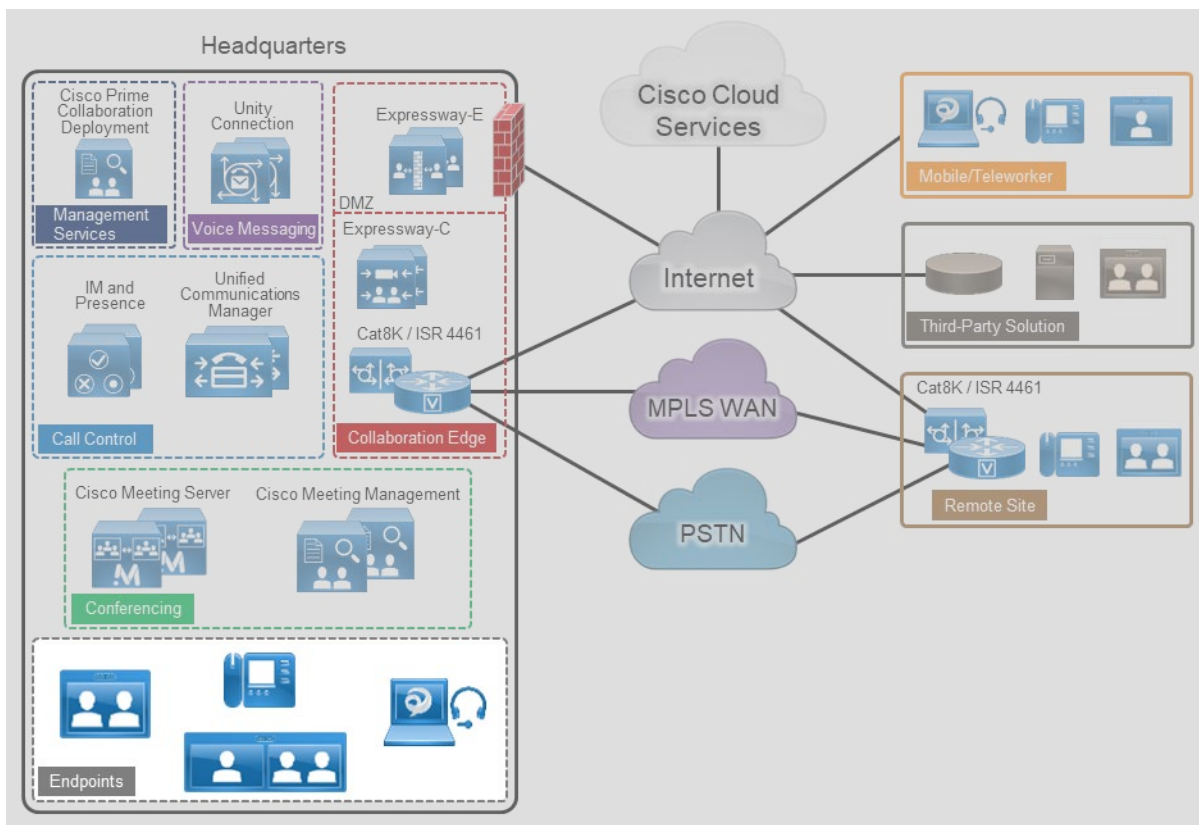 Headquarters
Cisco Prime
Collaboration
Deployment
Management
Services
Unity
Connection
Voice Messaging
Expressway-E
DMZ
Expressway-C
Cat8K / ISR 4461
V
Collaboration Edge
IM and
Presence
Unified
Communications
Manager
Call Control
Cisco Meeting Server
M
M
Cisco Meeting Management
Conferencing
Endpoints
Cisco Cloud
Services
Internet
MPLS WAN
PSTN
Mobile/Teleworker
Third-Party Solution
Cat8K / ISR 4461
V
Remote Site